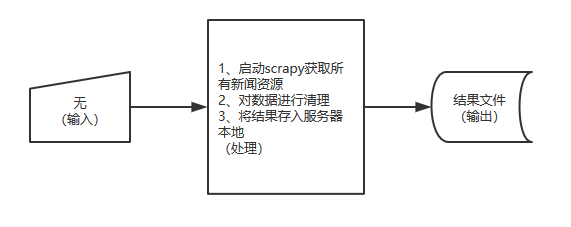 无
（输入）
1、启动scrapy获取所
有新闻资源
2、对数据进行清理
3、将结果存入服务器
本地
（处理）
结果文件
（输出）